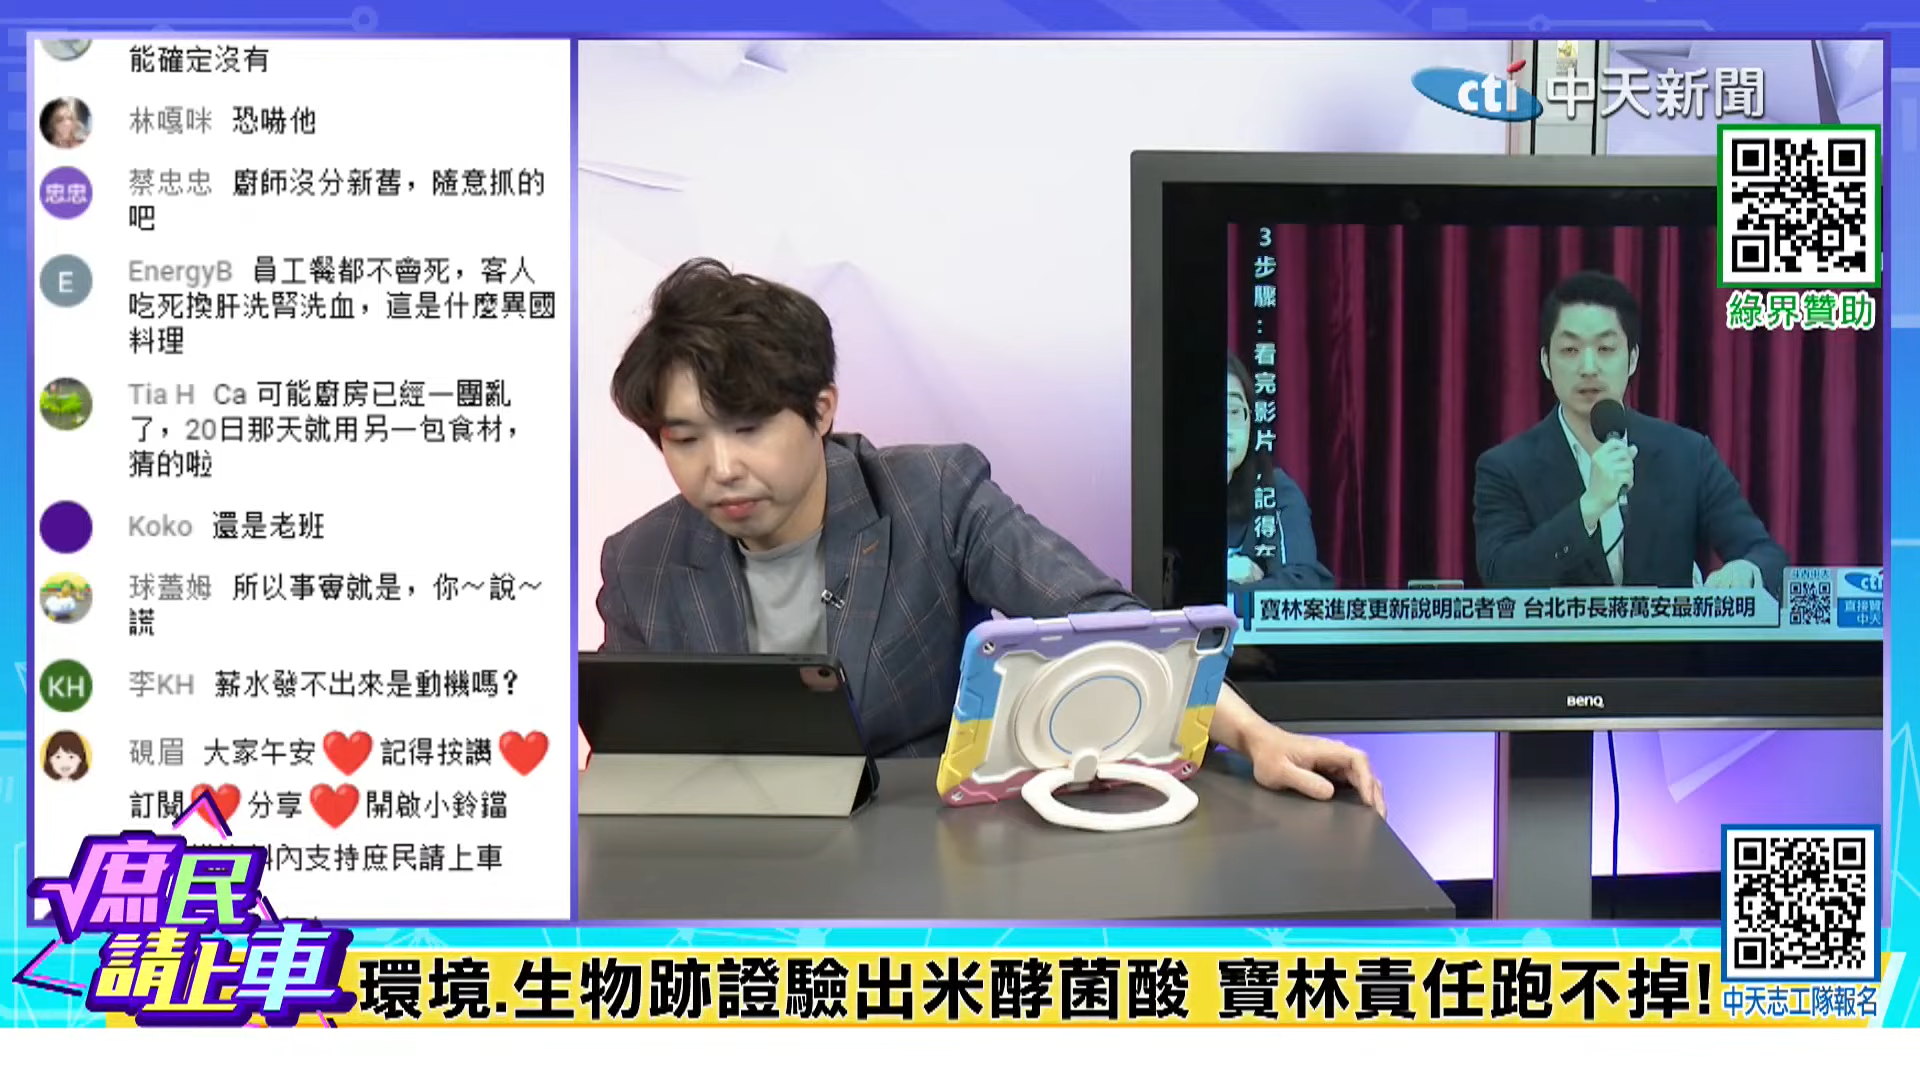 能確定沒有
林嘎咪 恐嚇他
忠忠
蔡忠忠 廚師沒分新舊，隨意抓的
吧
E
EnergyB 員工餐都不會死，客人
吃死換肝洗腎洗血，這是什麼異國
料理
Tia H Ca 可能廚房已經一團亂
了，20日那天就用另一包食材，
猜的啦
Koko 還是老班
球蓋姆 所以事實就是，你～說～
謊
KH
李KH 薪水發不出來是動機嗎？
硯眉 大家午安❤️記得按讚❤️
訂閱❤️分享❤️開啟小鈴鐺
內支持庶民請上車
庶民
請上車
cti 中天新聞
綠界贊助
3步驟：看完影片，記得
寶林案進度更新說明記者會 台北市長蔣萬安最新說明
cti
直接贊
中天
BenQ
環境.生物跡證驗出米酵菌酸 寶林責任跑不掉!
中天志工隊報名